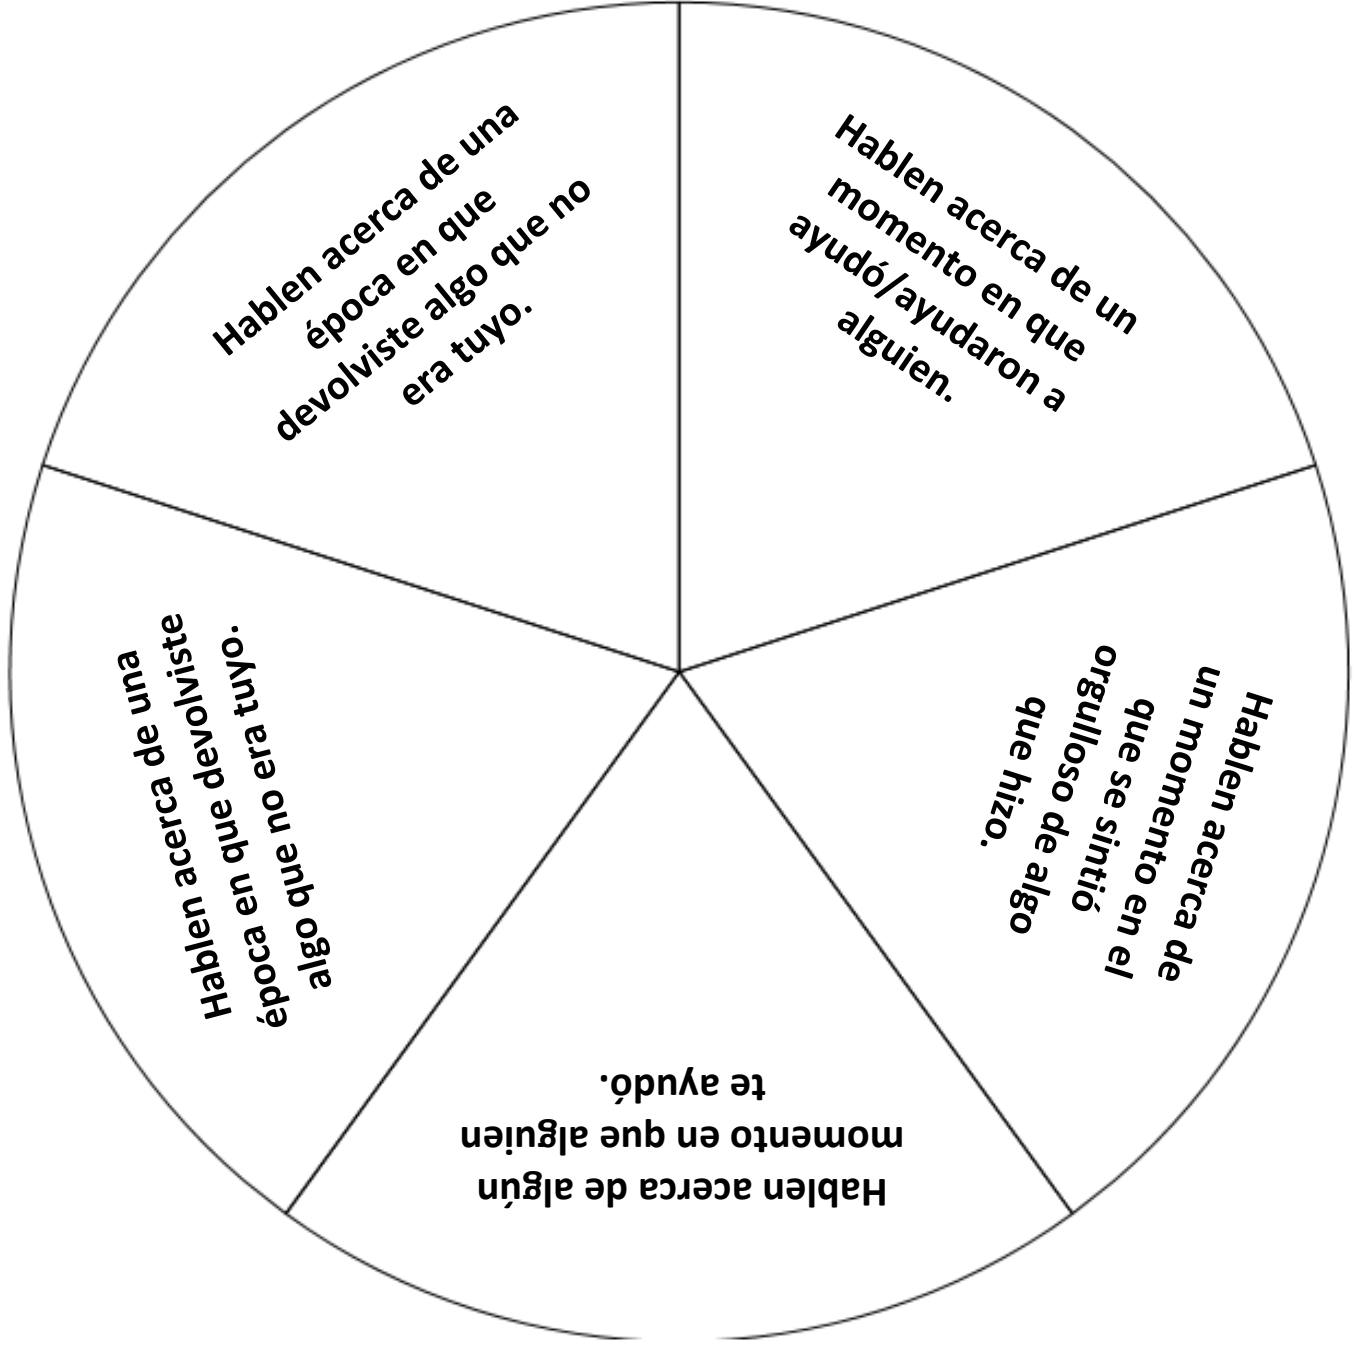 Hablen acerca de una
época en que
devolviste algo que no
era tuyo.
Hablen acerca de un
momento en que
ayudó/ayudaron a
alguien.
Hablen acerca de
un momento en el
que se sintió
orgulloso de algo
que hizo.
Hablen acerca de algún
momento en que alguien
te ayudó.
Hablen acerca de una
época en que devolviste
algo que no era tuyo.